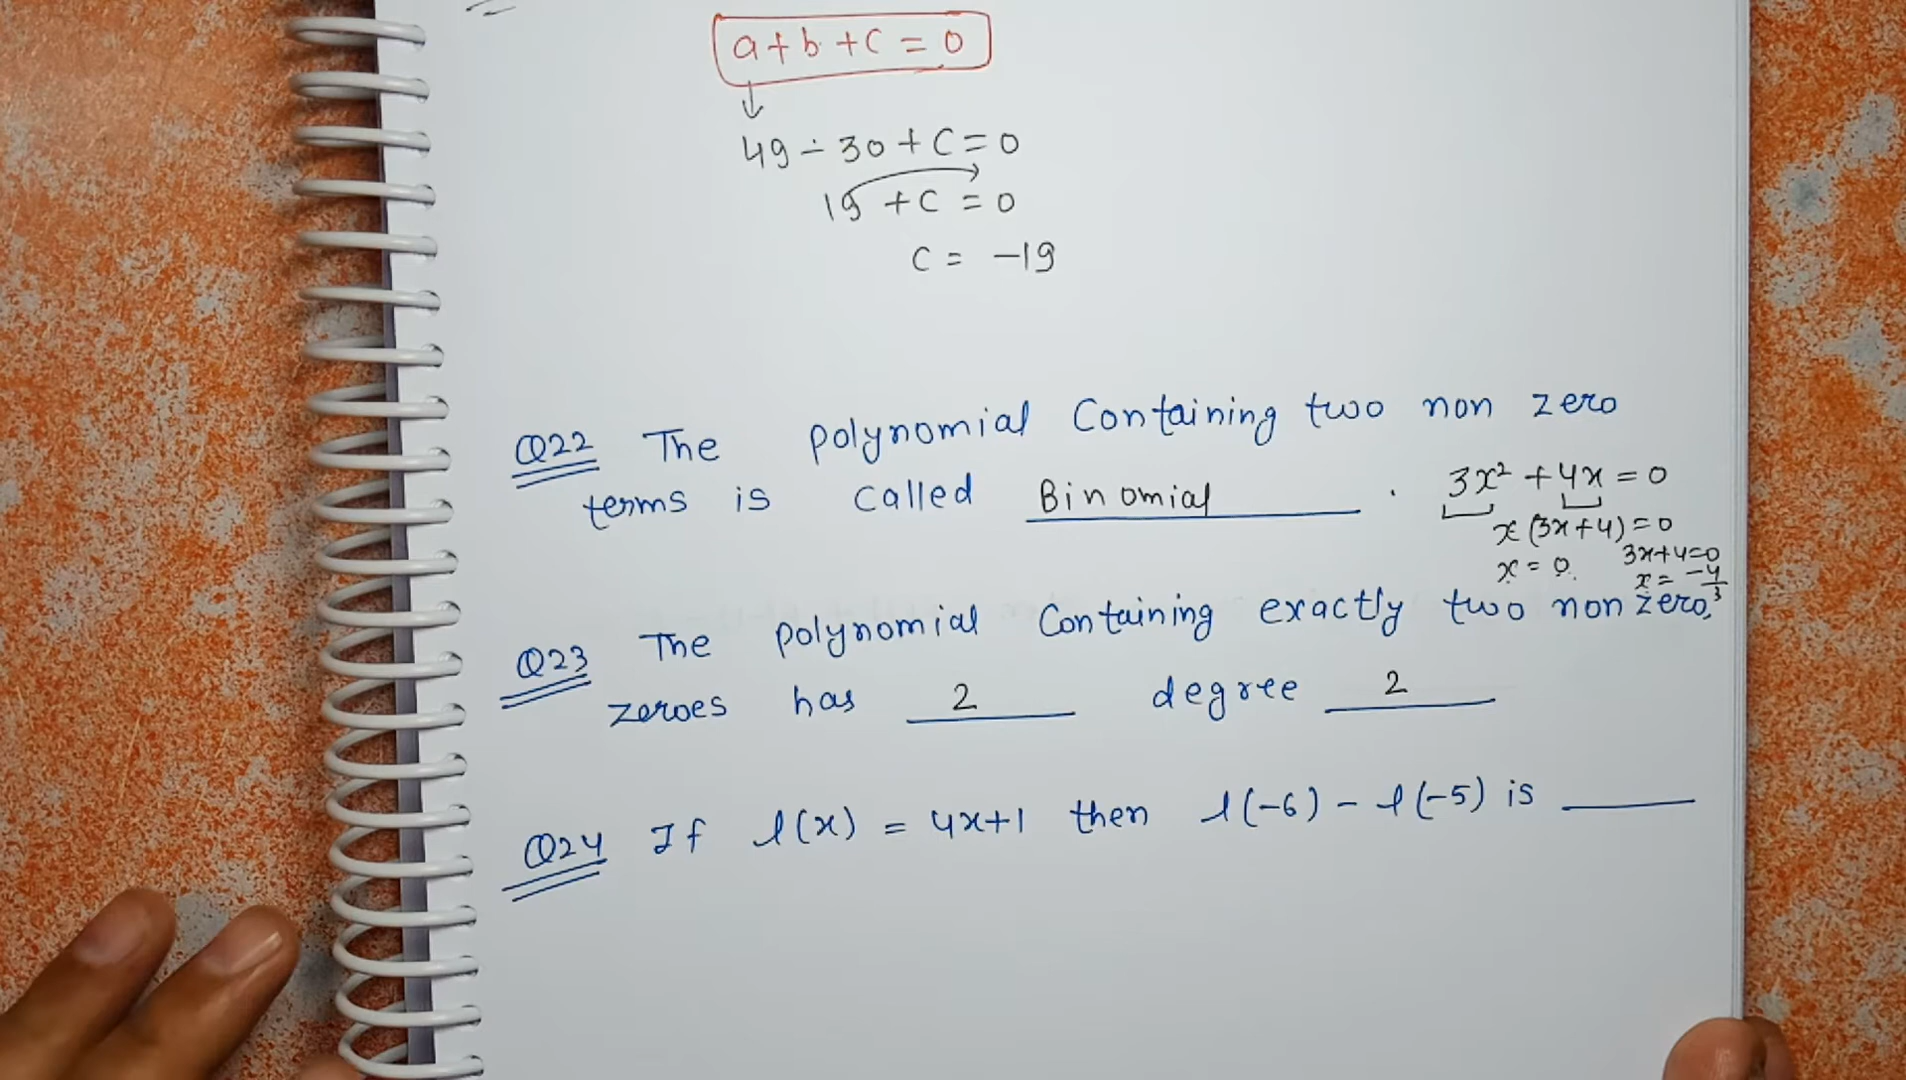 a+b+c=0
↓
49-30+C=0
19+C=0
C = -19
Q22 The polynomial Containing two non zero
terms is called Binomial .
3x² +4x=0
x(3x+4)=0
x=0 3x+4=0
x=-4/3
Q23 The polynomial Containing exactly two non zero
zeroes has 2 degree 2
Q24 If l(x) = 4x+1 then l(-6)-l(-5) is ____